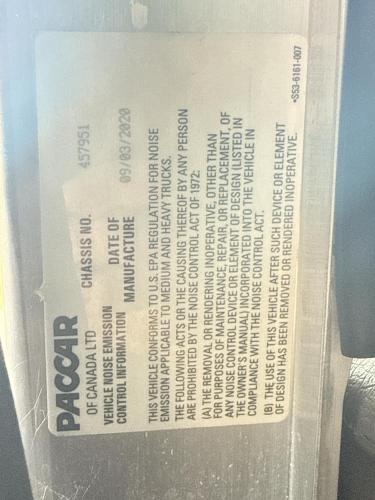 PACCAR
OF CANADA LTD CHASSIS NO. 457951
VEHICLE NOISE EMISSION DATE OF
CONTROL INFORMATION MANUFACTURE 09/03/2020
THIS VEHICLE CONFORMS TO U.S. EPA REGULATION FOR NOISE
EMISSION APPLICABLE TO MEDIUM AND HEAVY TRUCKS.
THE FOLLOWING ACTS OR THE CAUSING THEREOF BY ANY PERSON
ARE PROHIBITED BY THE NOISE CONTROL ACT OF 1972:
(A) THE REMOVAL OR RENDERING INOPERATIVE, OTHER THAN
FOR PURPOSES OF MAINTENANCE, REPAIR, OR REPLACEMENT, OF
ANY NOISE CONTROL DEVICE OR ELEMENT OF DESIGN (LISTED IN
THE OWNER'S MANUAL) INCORPORATED INTO THE VEHICLE IN
COMPLIANCE WITH THE NOISE CONTROL ACT.
(B) THE USE OF THIS VEHICLE AFTER SUCH DEVICE OR ELEMENT
OF DESIGN HAS BEEN REMOVED OR RENDERED INOPERATIVE.
*S53-6161-007